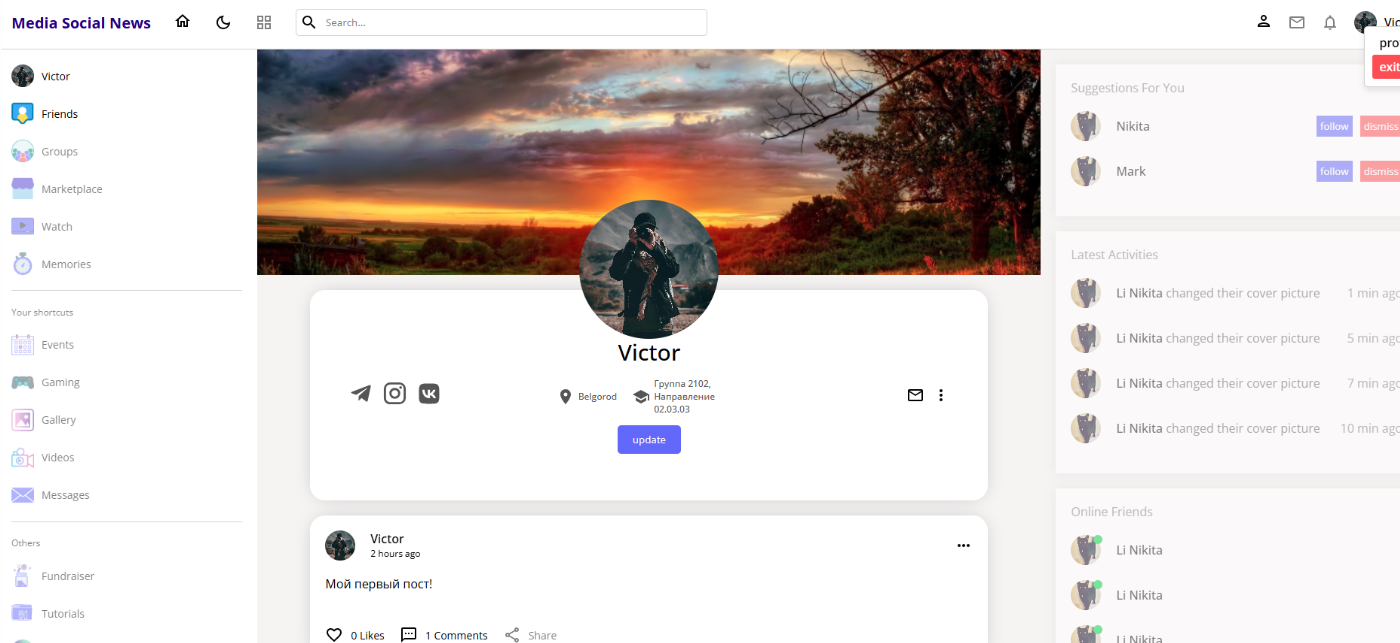 Media Social News
Search...
Vic
pro
exit
Victor
Friends
Groups
Marketplace
Watch
Memories
Your shortcuts
Events
Gaming
Gallery
Videos
Messages
Others
Fundraiser
Tutorials
Victor
Belgorod
Группа 2102,
Направление
02.03.03
update
Victor
2 hours ago
Мой первый пост!
0 Likes
1 Comments
Share
Suggestions For You
Nikita
follow
dismiss
Mark
follow
dismiss
Latest Activities
Li Nikita changed their cover picture 1 min ago
Li Nikita changed their cover picture 5 min ago
Li Nikita changed their cover picture 7 min ago
Li Nikita changed their cover picture 10 min ago
Online Friends
Li Nikita
Li Nikita
Li Nikita